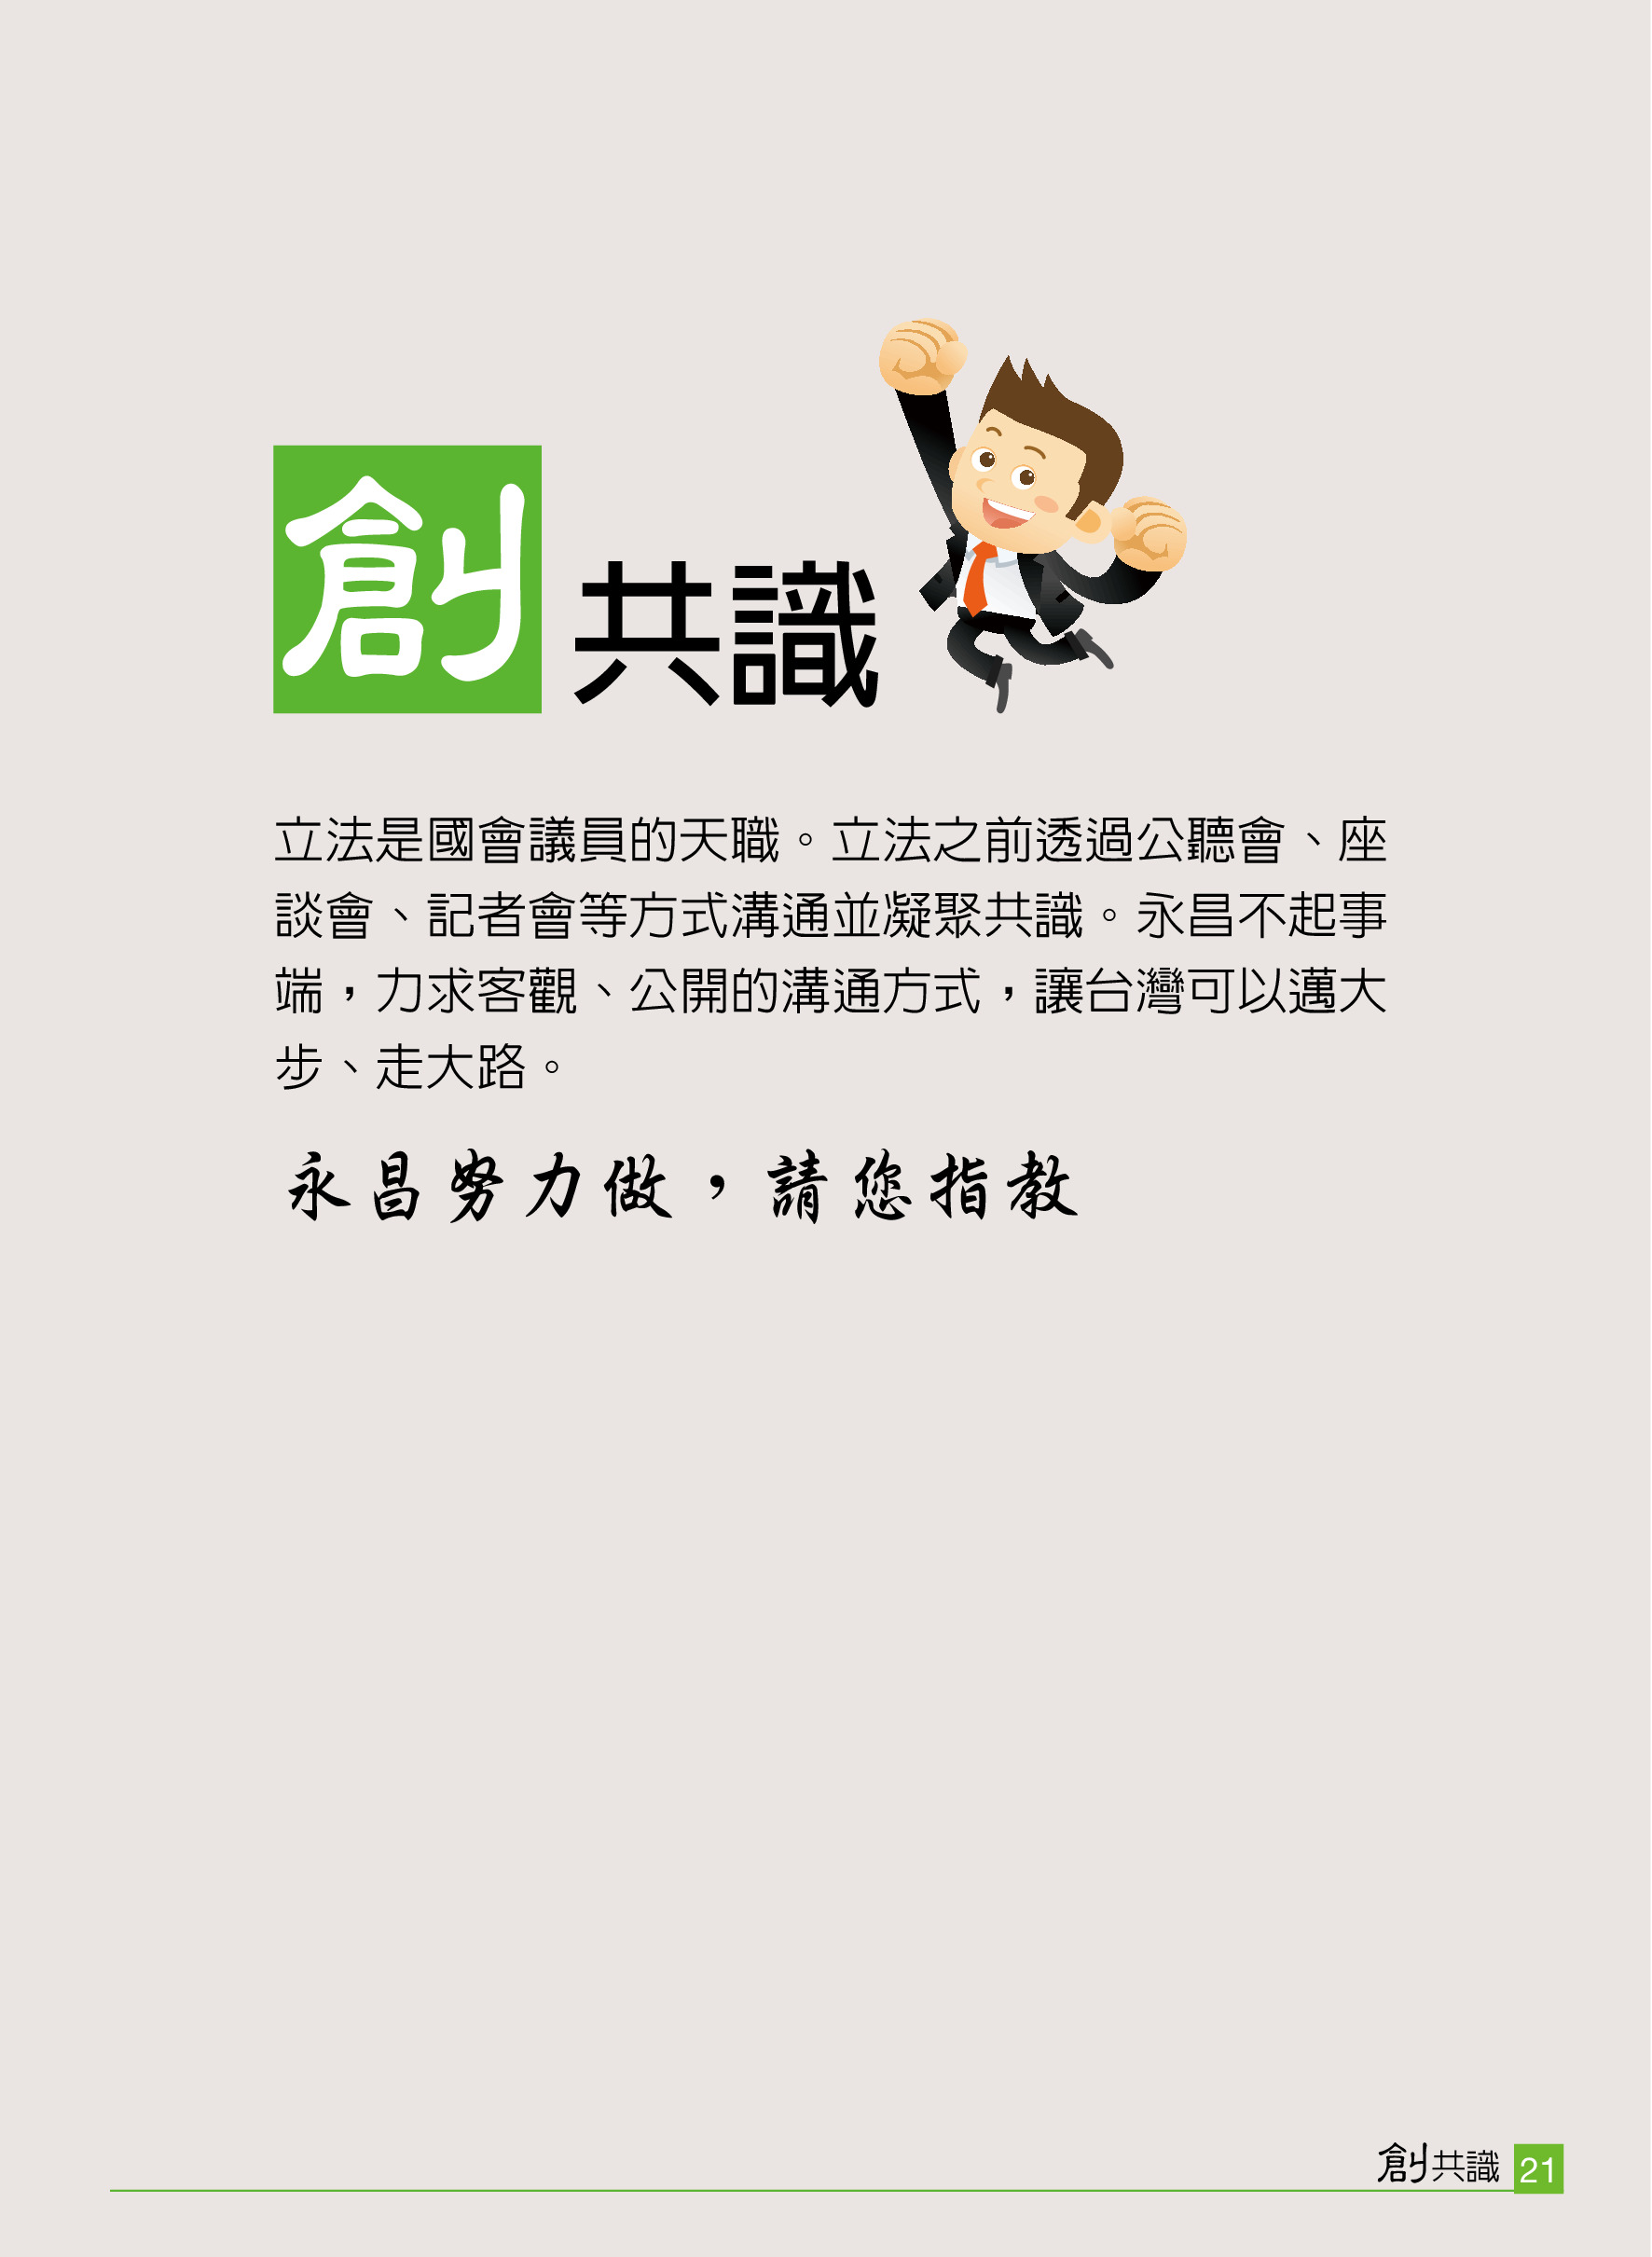 創共識
立法是國會議員的天職。立法之前透過公聽會、座
談會、記者會等方式溝通並凝聚共識。永昌不起事
端，力求客觀、公開的溝通方式，讓台灣可以邁大
步、走大路。
永昌努力做，請您指教
創共識 21